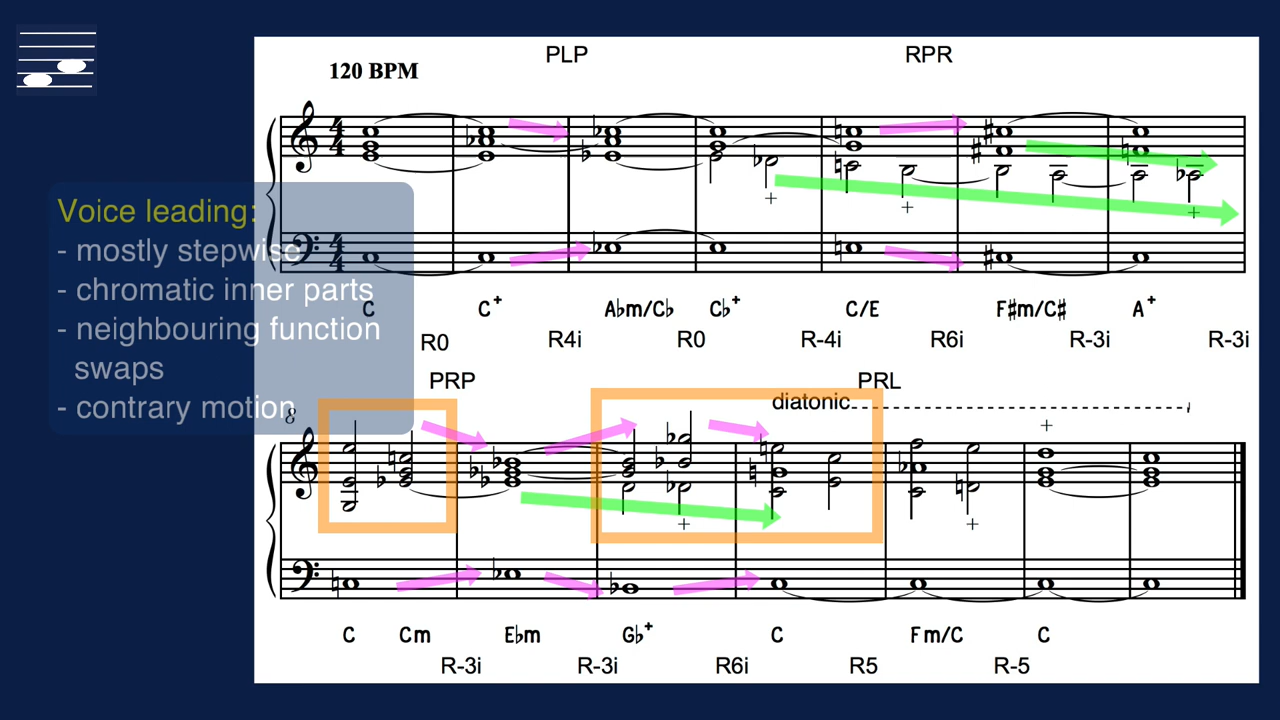 PLP RPR
120 BPM
Voice leading:
- mostly stepwise
- chromatic inner parts
- neighbouring function
swaps
- contrary motion
C C+ A♭m/C♭ C♭+ C/E F♯m/C♯ A+
R0 R4i R0 R-4i R6i R-3i R-3i
PRP PRL
8 diatonic
C Cm E♭m G♭+ C Fm/C C
R-3i R-3i R6i R5 R-5